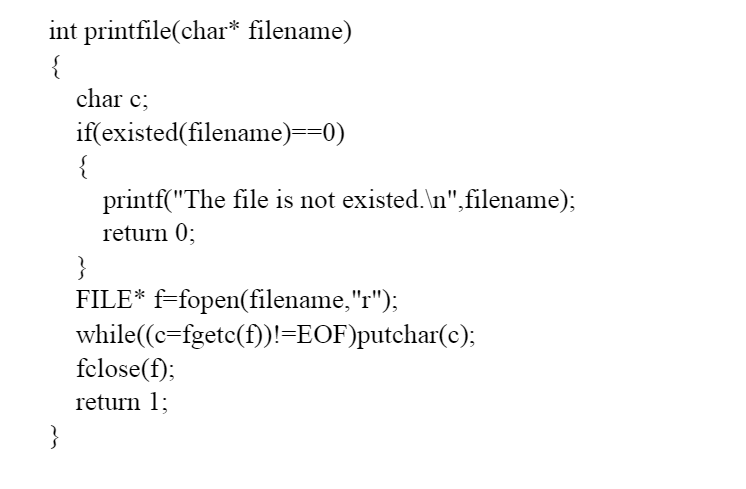 int printfile(char* filename)
{
char c;
if(existed(filename)==0)
{
printf("The file is not existed.\n",filename);
return 0;
}
FILE* f=fopen(filename,"r");
while((c=fgetc(f))!=EOF)putchar(c);
fclose(f);
return 1;
}